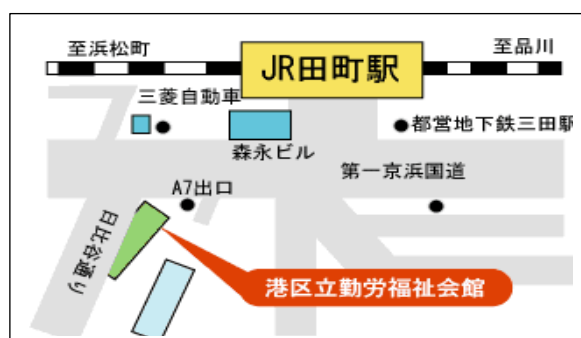 至浜松町
JR田町駅
至品川
三菱自動車
森永ビル
都営地下鉄三田駅
第一京浜国道
A7出口
日比谷通り
港区立勤労福祉会館